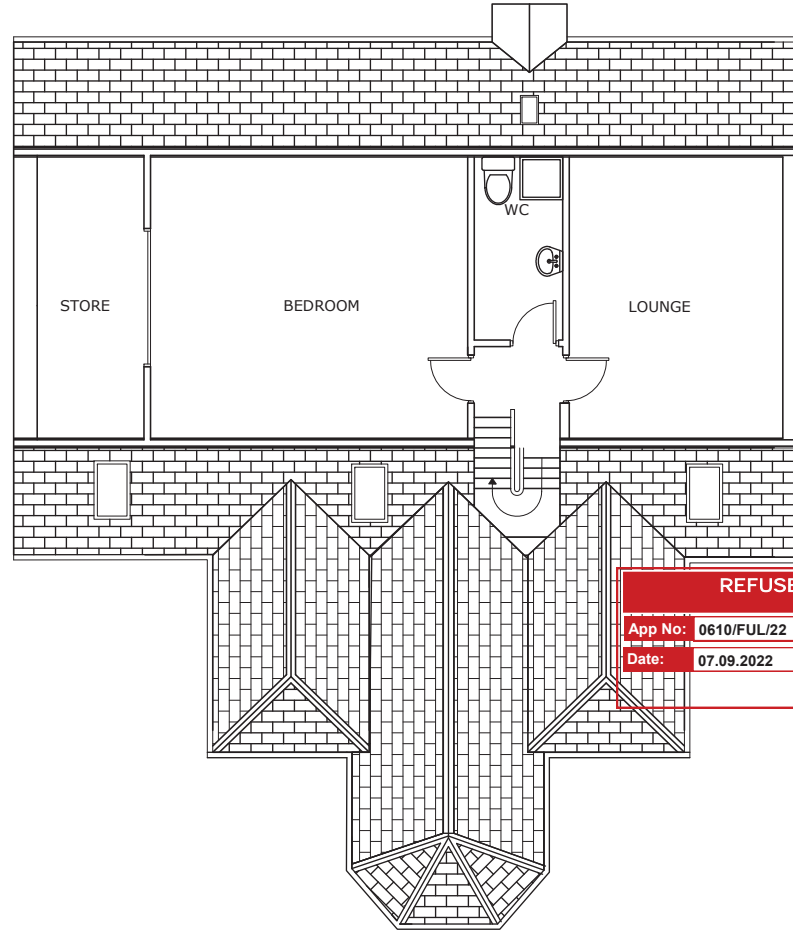 WC
STORE
BEDROOM
LOUNGE
REFUSE
App No: 0610/FUL/22
Date: 07.09.2022